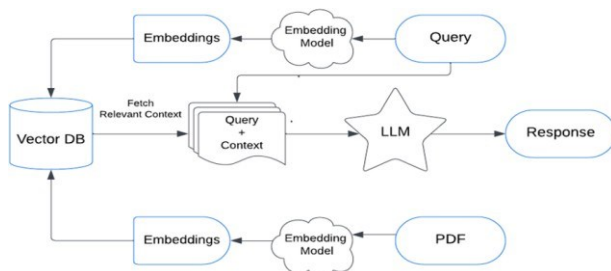 Embeddings
Embedding
Model
Query
Fetch
Relevant Context
Vector DB
Query
+
Context
LLM
Response
Embeddings
Embedding
Model
PDF